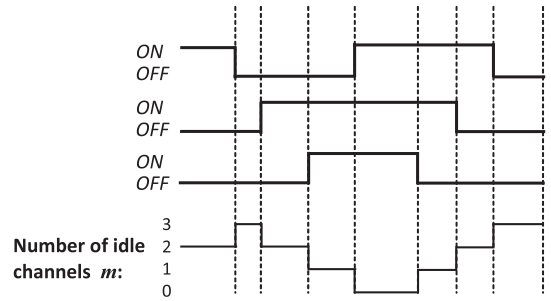 ON
OFF
ON
OFF
ON
OFF
3
Number of idle 2
channels m: 1
0